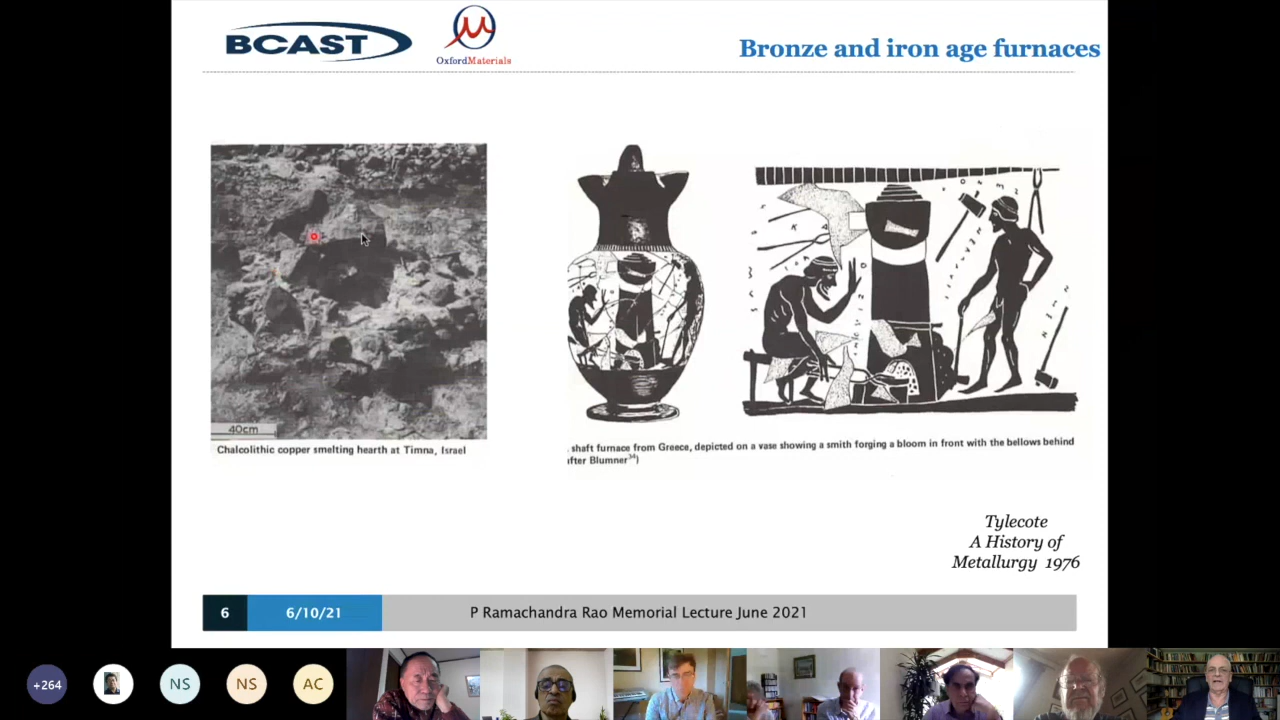 BCAST
OxfordMaterials
Bronze and iron age furnaces
40cm
Chalcolithic copper smelting hearth at Timna, Israel
shaft furnace from Greece, depicted on a vase showing a smith forging a bloom in front with the bellows behind
fter Blumner34)
Tylecote
A History of
Metallurgy 1976
6
6/10/21
P Ramachandra Rao Memorial Lecture June 2021
+264
NS
NS
AC